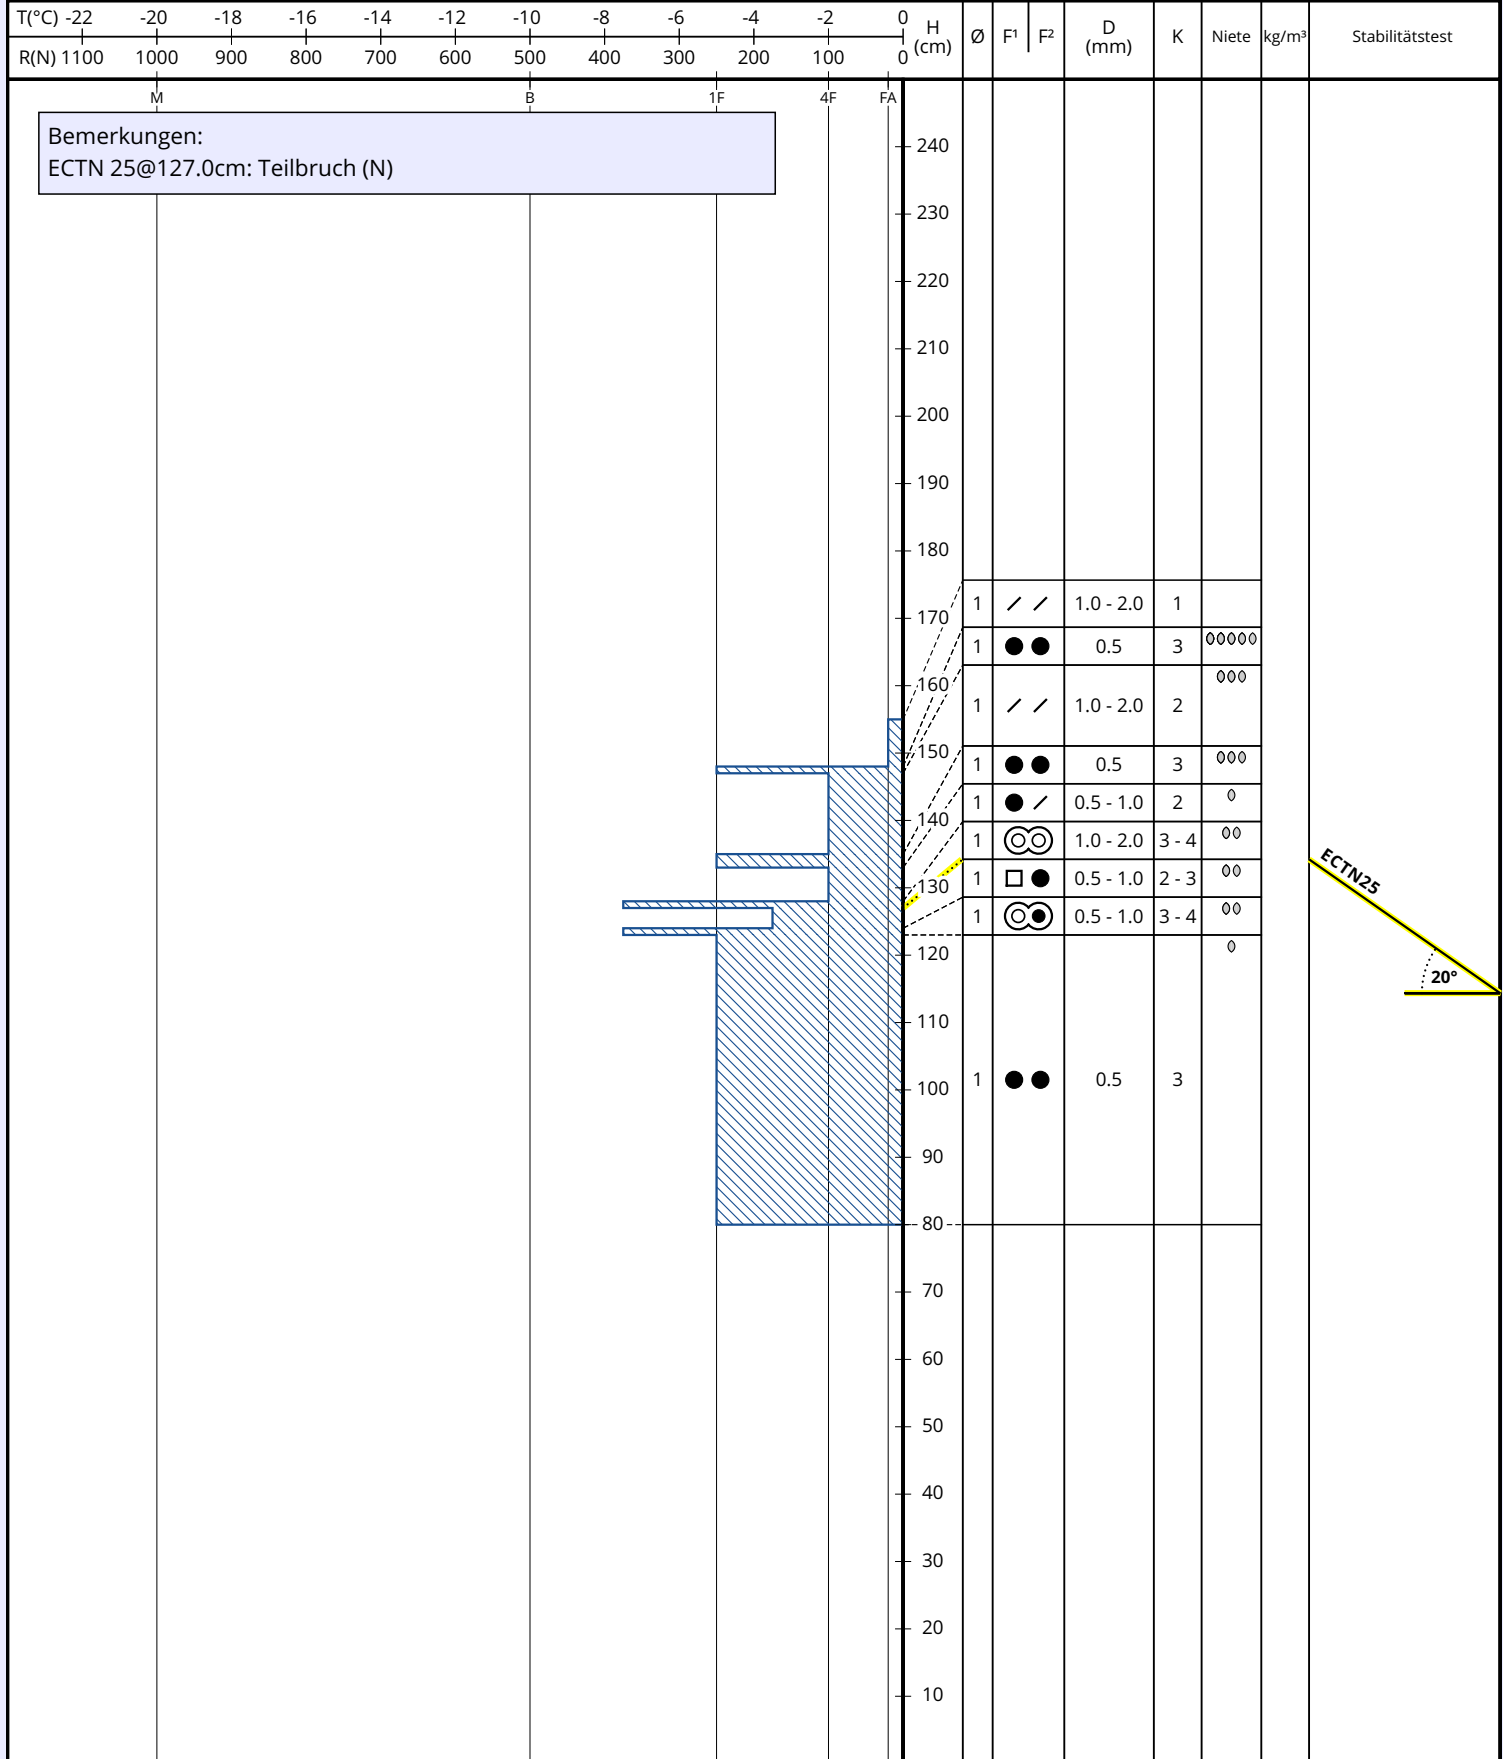 T(°C) -22 -20 -18 -16 -14 -12 -10 -8 -6 -4 -2 0
R(N) 1100 1000 900 800 700 600 500 400 300 200 100 0
H (cm) Ø F¹ F² D (mm) K Niete kg/m³ Stabilitätstest
M B 1F 4F FA
Bemerkungen:
ECTN 25@127.0cm: Teilbruch (N)
240
230
220
210
200
190
180
170
160
150
140
130
120
110
100
90
80
70
60
50
40
30
20
10
1 1.0 - 2.0 1
1 0.5 3
1 1.0 - 2.0 2
1 0.5 3
1 0.5 - 1.0 2
1 1.0 - 2.0 3 - 4
1 0.5 - 1.0 2 - 3
1 0.5 - 1.0 3 - 4
1 0.5 3
ECTN25
20°